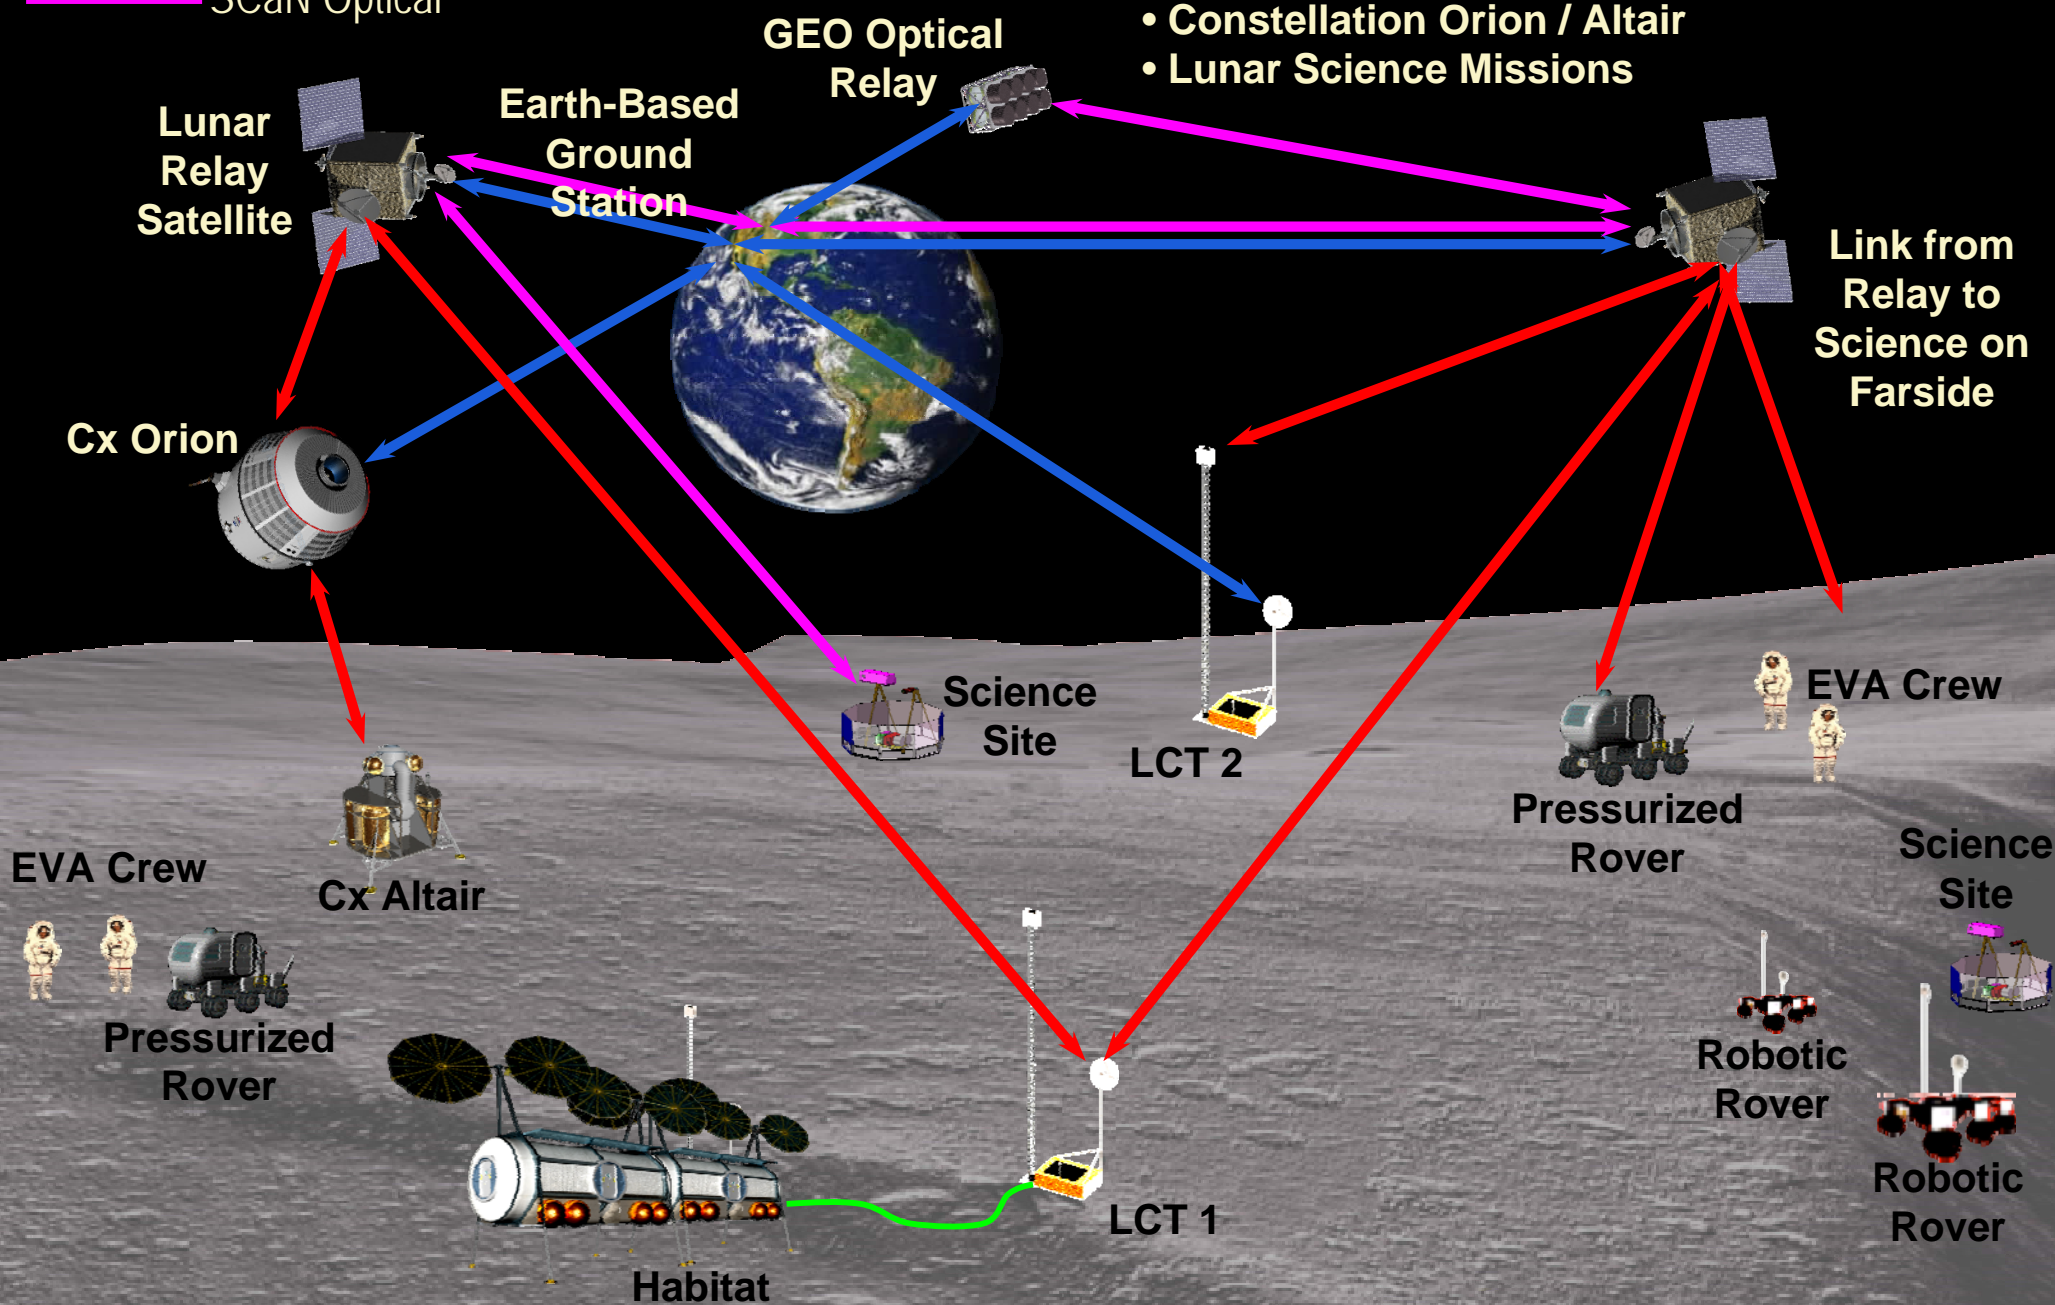 SCaN Optical
• Constellation Orion / Altair
• Lunar Science Missions
GEO Optical
Relay
Earth-Based
Ground
Station
Lunar
Relay
Satellite
Link from
Relay to
Science on
Farside
Cx Orion
Science
Site
LCT 2
EVA Crew
Pressurized
Rover
Science
Site
EVA Crew
Cx Altair
Pressurized
Rover
Robotic
Rover
Robotic
Rover
LCT 1
Habitat